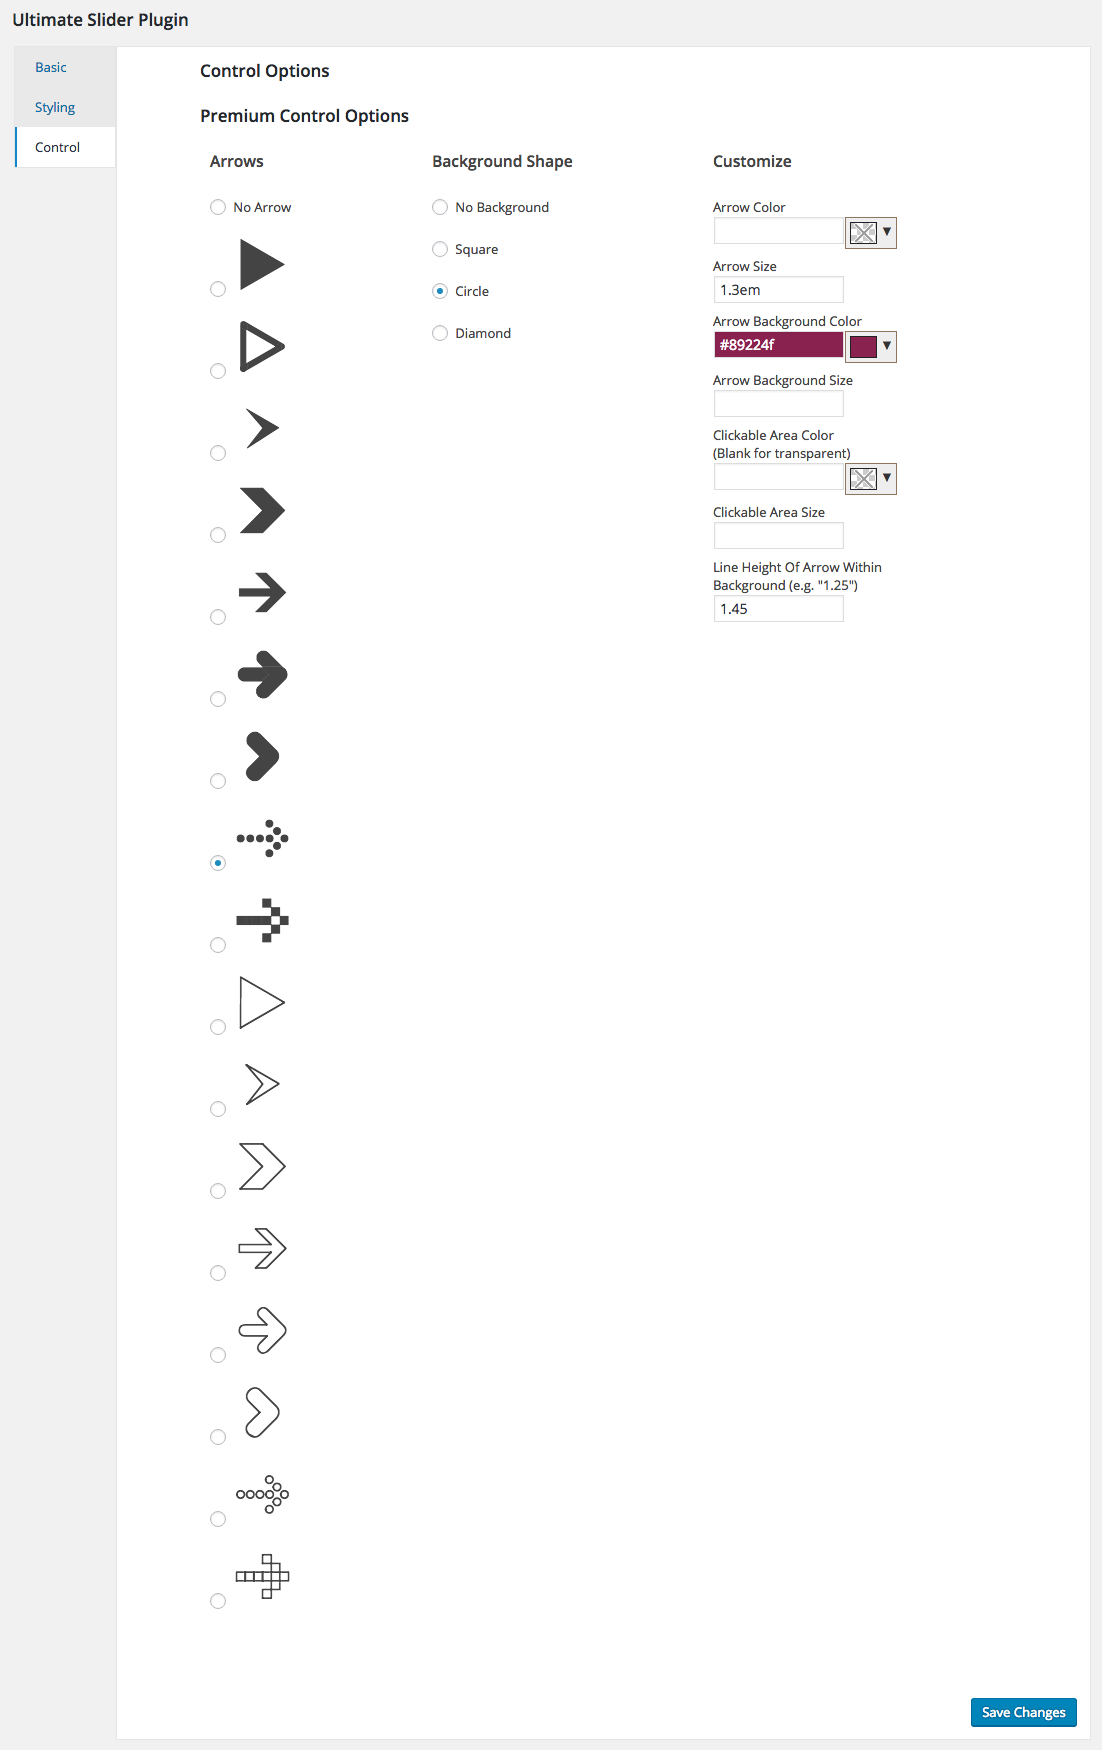 Ultimate Slider Plugin
Basic
Styling
Control
Control Options
Premium Control Options
Arrows
No Arrow
Background Shape
No Background
Square
Circle
Diamond
Customize
Arrow Color
Arrow Size
1.3em
Arrow Background Color
#89224f
Arrow Background Size
Clickable Area Color
(Blank for transparent)
Clickable Area Size
Line Height Of Arrow Within
Background (e.g. "1.25")
1.45
Save Changes